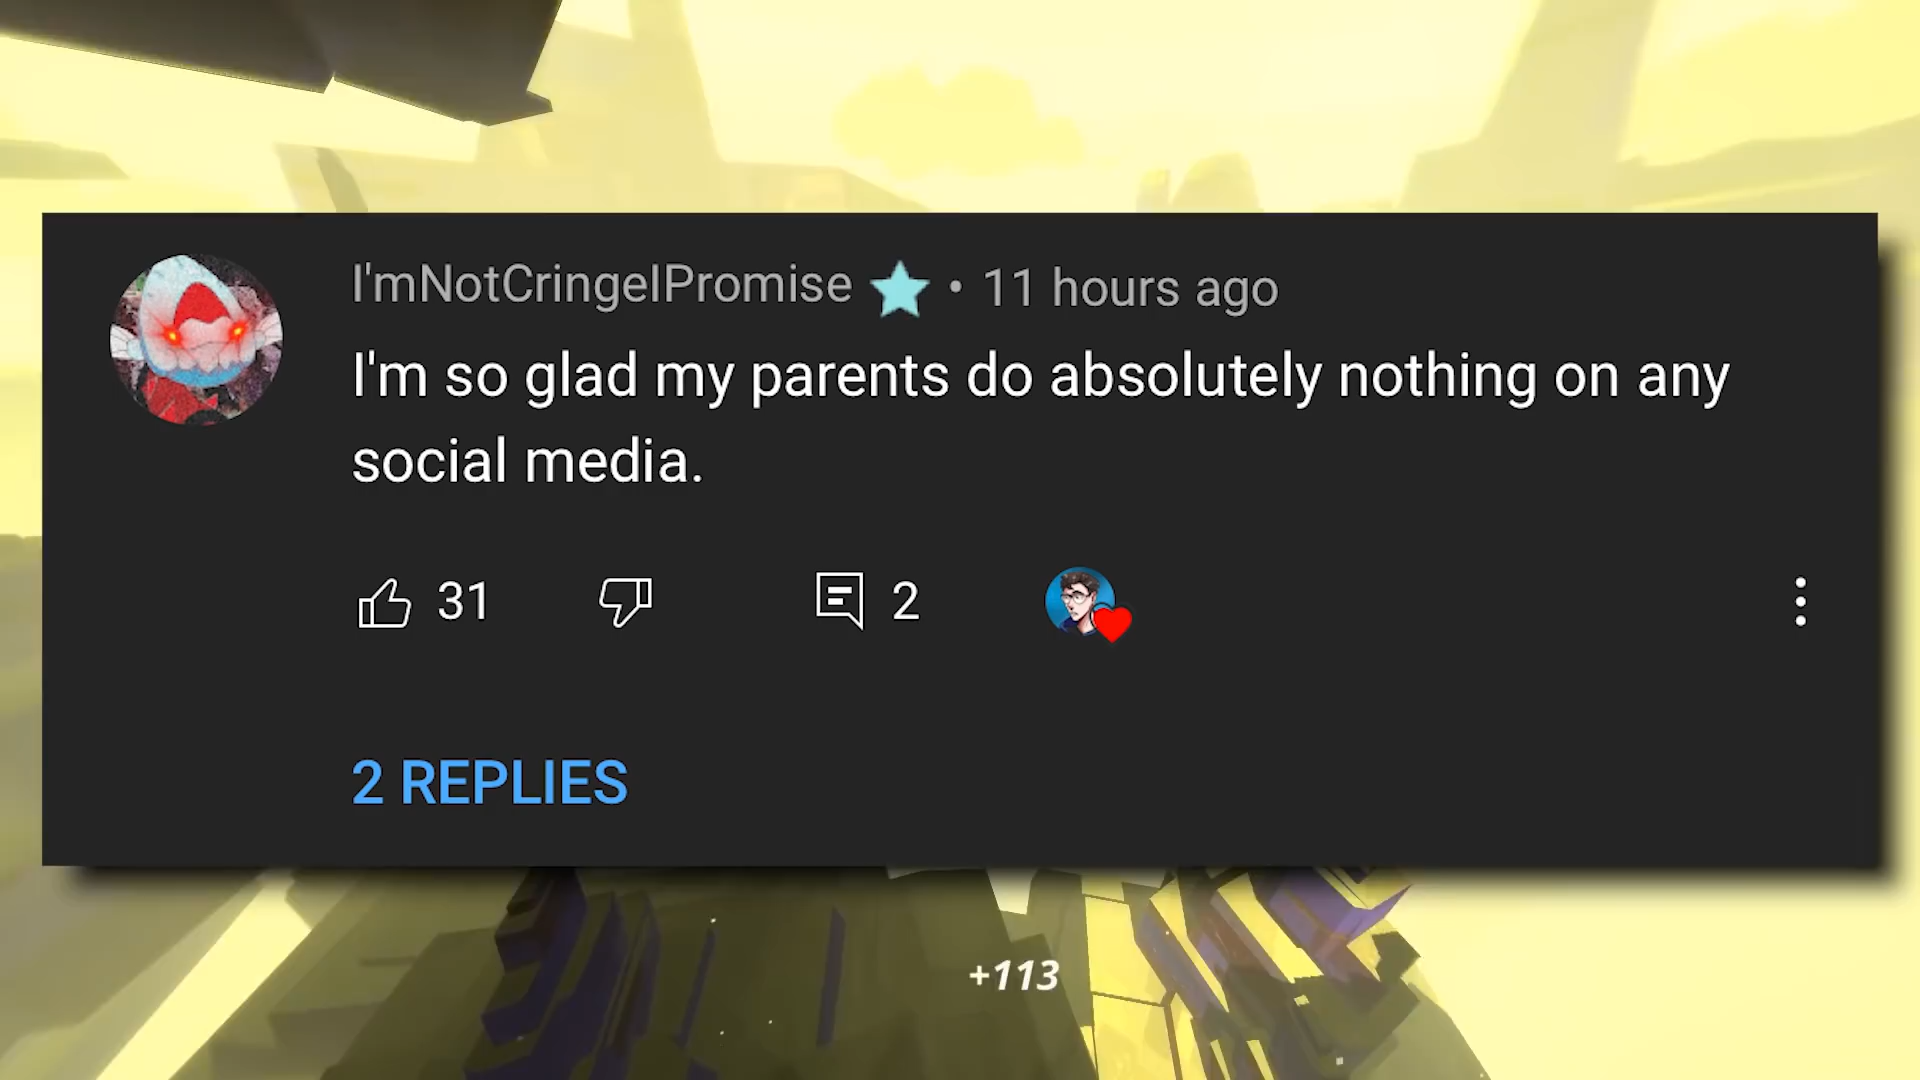 I'mNotCringeIPromise • 11 hours ago
I'm so glad my parents do absolutely nothing on any
social media.
31 2
2 REPLIES
+113